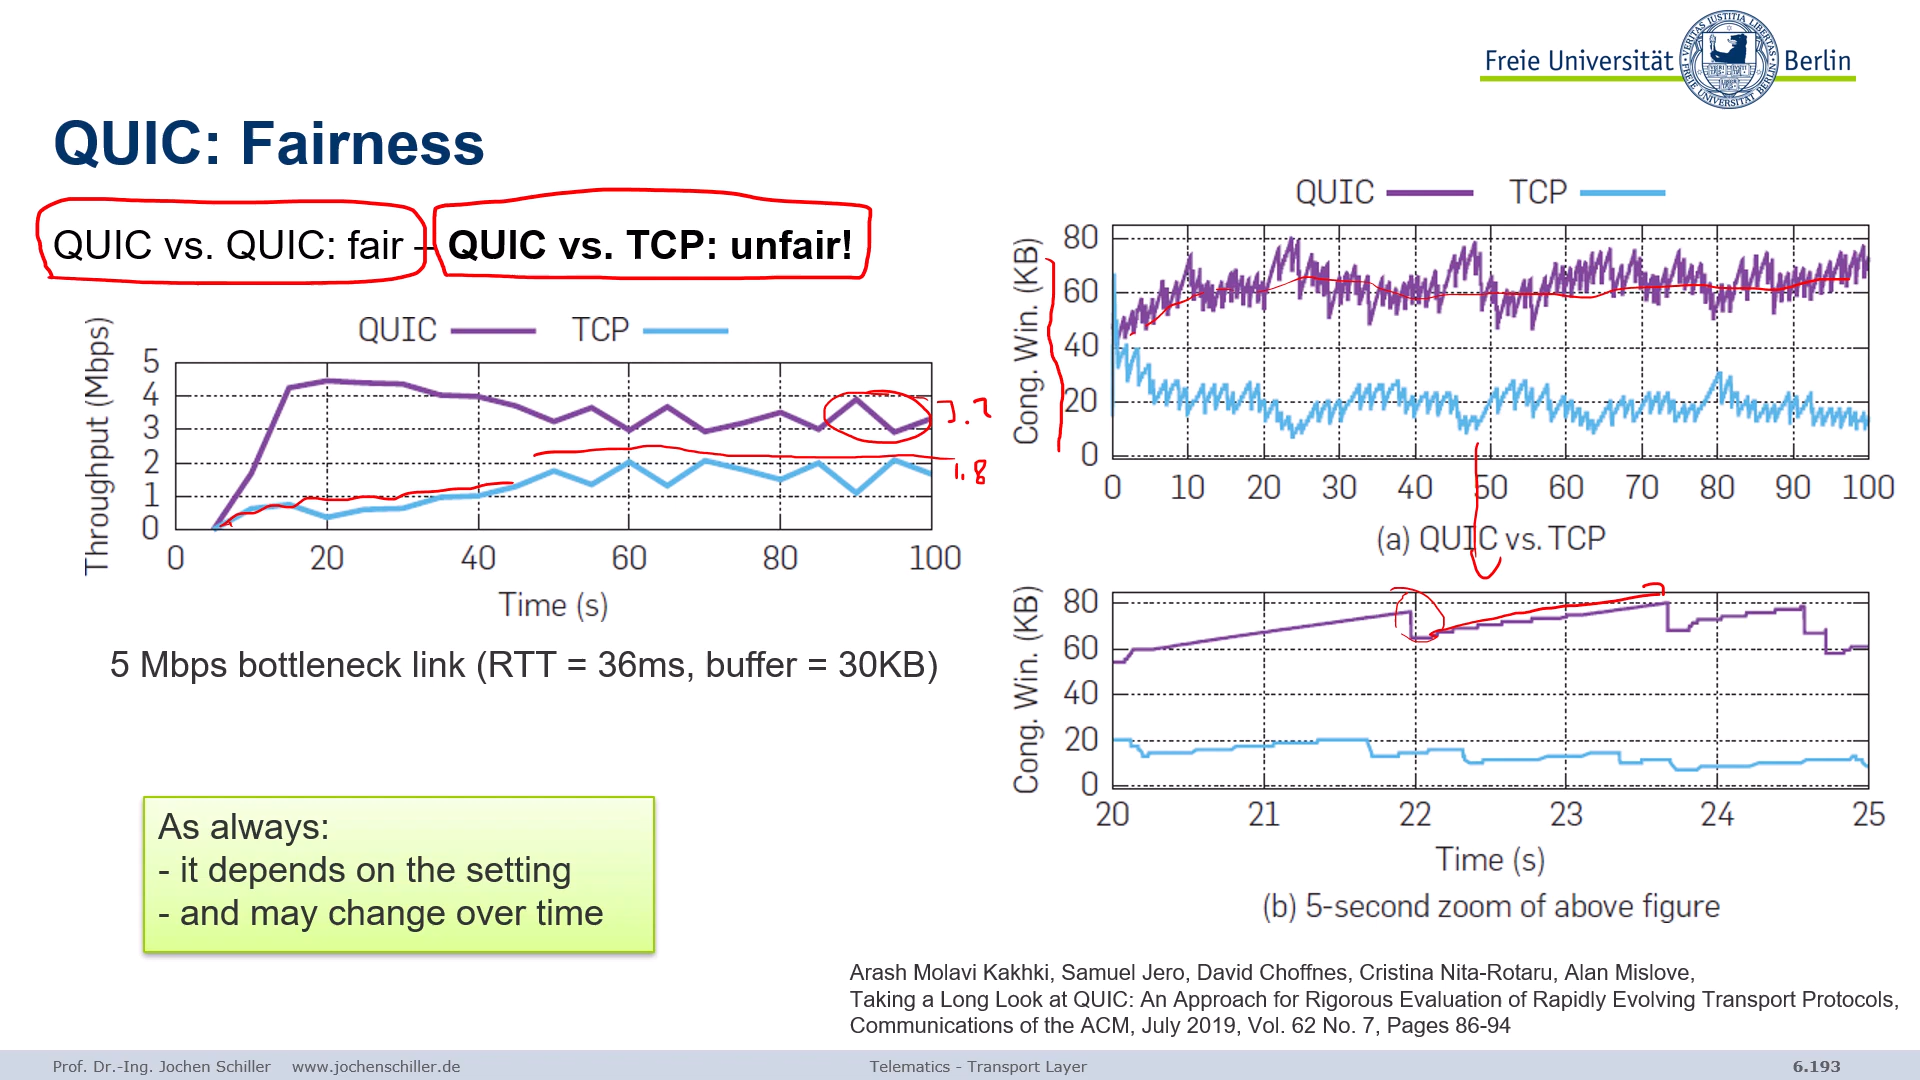 Freie Universität Berlin
QUIC: Fairness
QUIC vs. QUIC: fair – QUIC vs. TCP: unfair!
QUIC TCP
Throughput (Mbps)
5
4
3
2
1
0
0 20 40 60 80 100
Time (s)
1.8
5 Mbps bottleneck link (RTT = 36ms, buffer = 30KB)
As always:
- it depends on the setting
- and may change over time
QUIC TCP
Cong. Win. (KB)
80
60
40
20
0
0 10 20 30 40 50 60 70 80 90 100
(a) QUIC vs. TCP
Cong. Win. (KB)
80
60
40
20
0
20 21 22 23 24 25
Time (s)
(b) 5-second zoom of above figure
Arash Molavi Kakhki, Samuel Jero, David Choffnes, Cristina Nita-Rotaru, Alan Mislove,
Taking a Long Look at QUIC: An Approach for Rigorous Evaluation of Rapidly Evolving Transport Protocols,
Communications of the ACM, July 2019, Vol. 62 No. 7, Pages 86-94
Prof. Dr.-Ing. Jochen Schiller www.jochenschiller.de Telematics - Transport Layer 6.193